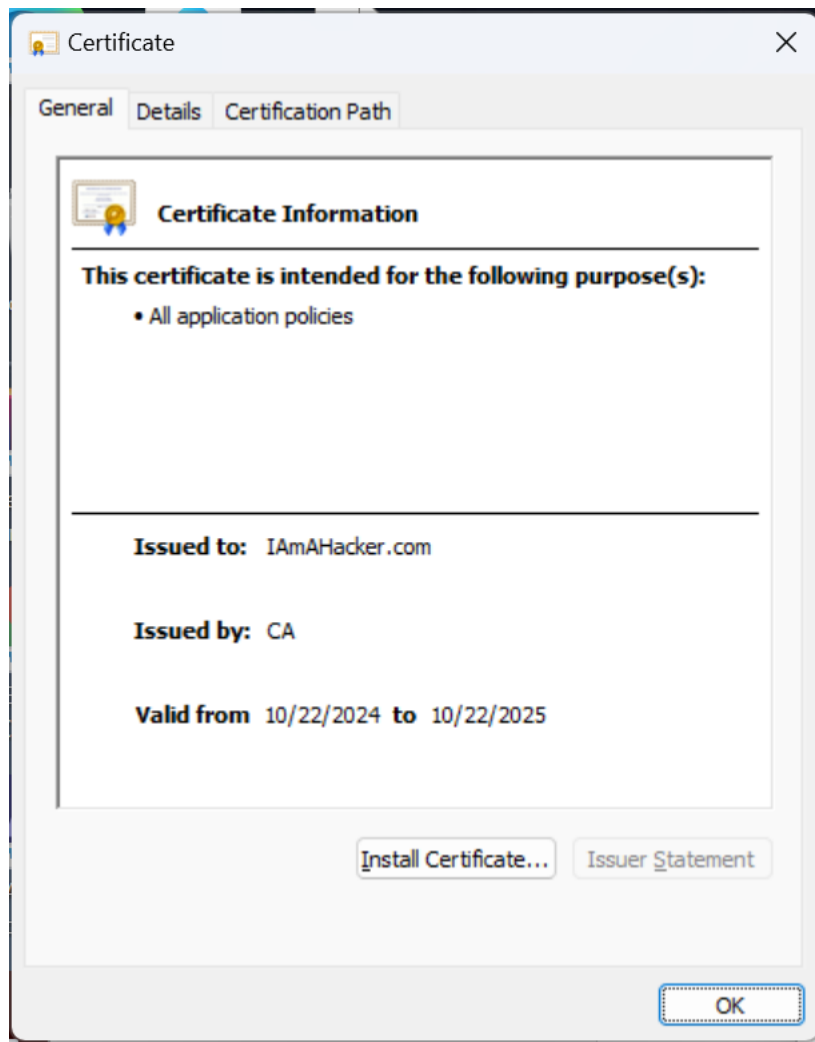 Certificate
General Details Certification Path
Certificate Information
This certificate is intended for the following purpose(s):
• All application policies
Issued to: IAmAHacker.com
Issued by: CA
Valid from 10/22/2024 to 10/22/2025
Install Certificate... Issuer Statement
OK